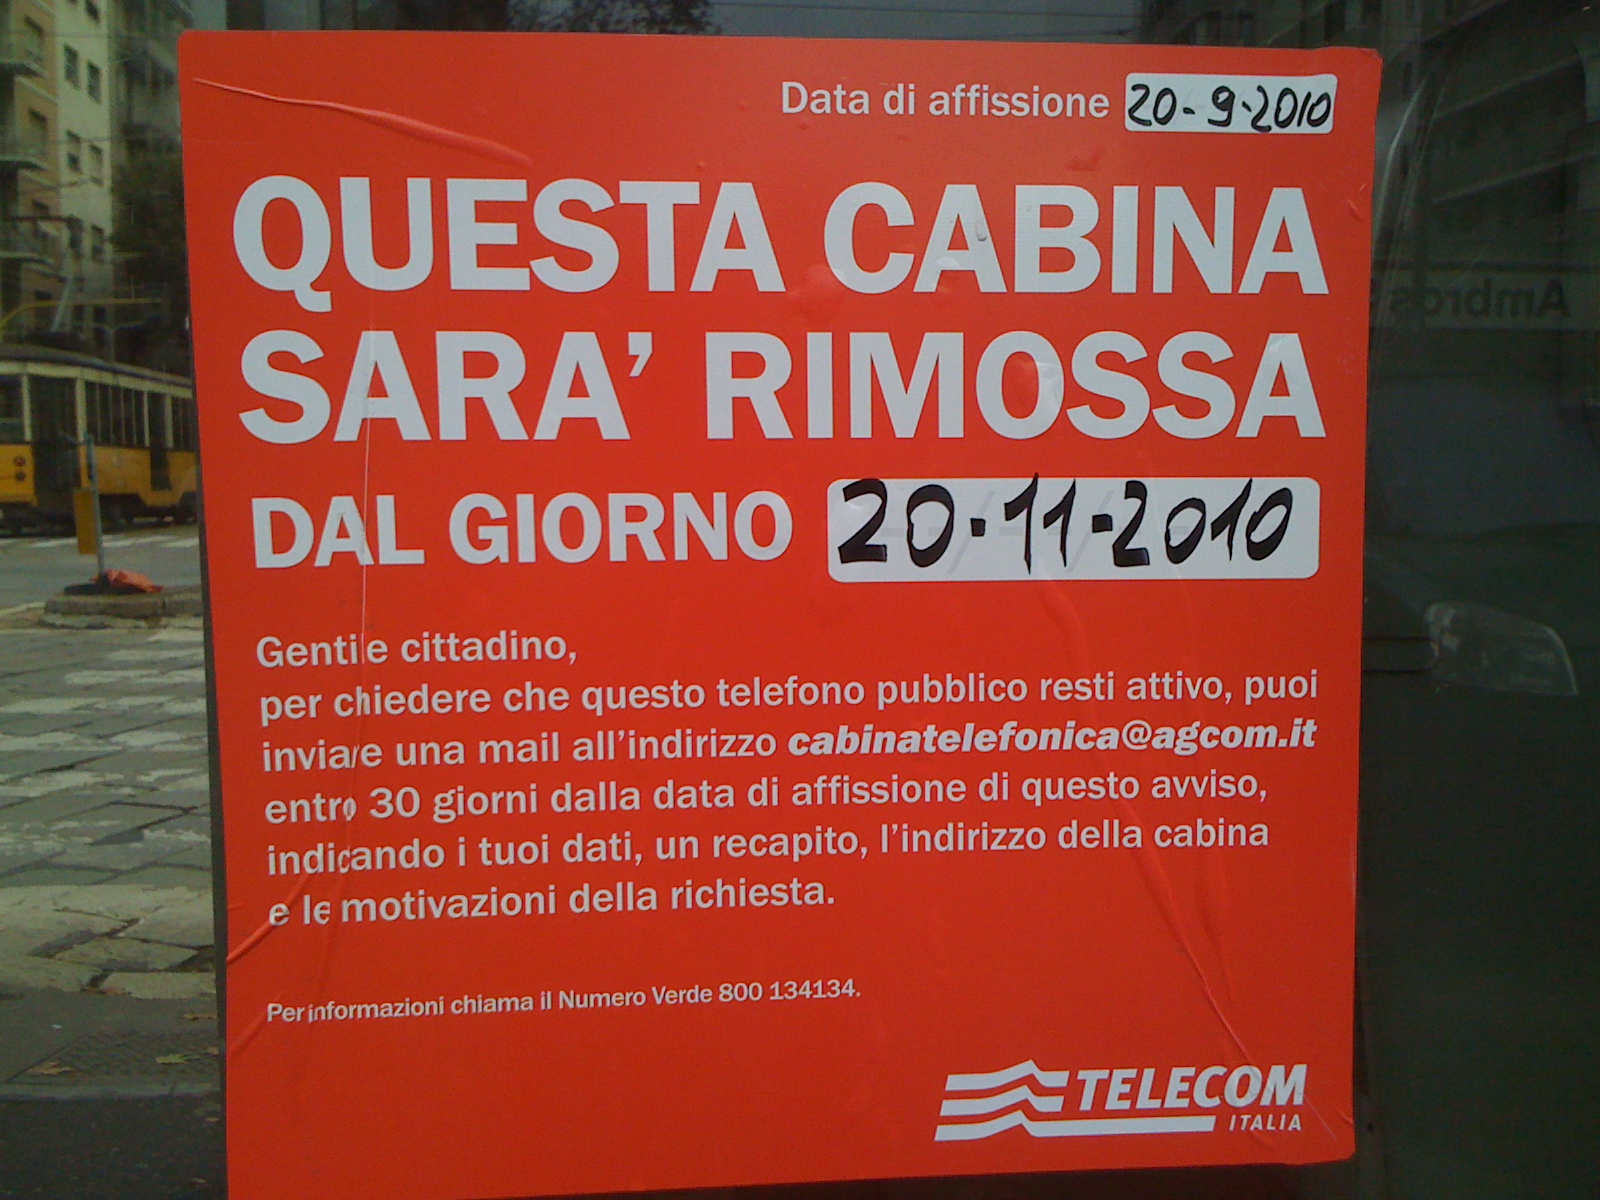 Data di affissione 20-9-2010
QUESTA CABINA
SARA' RIMOSSA
DAL GIORNO 20-11-2010
Gentile cittadino,
per chiedere che questo telefono pubblico resti attivo, puoi
inviare una mail all'indirizzo cabinatelefonica@agcom.it
entro 30 giorni dalla data di affissione di questo avviso,
indicando i tuoi dati, un recapito, l'indirizzo della cabina
e le motivazioni della richiesta.
Per informazioni chiama il Numero Verde 800 134134.
TELECOM
ITALIA